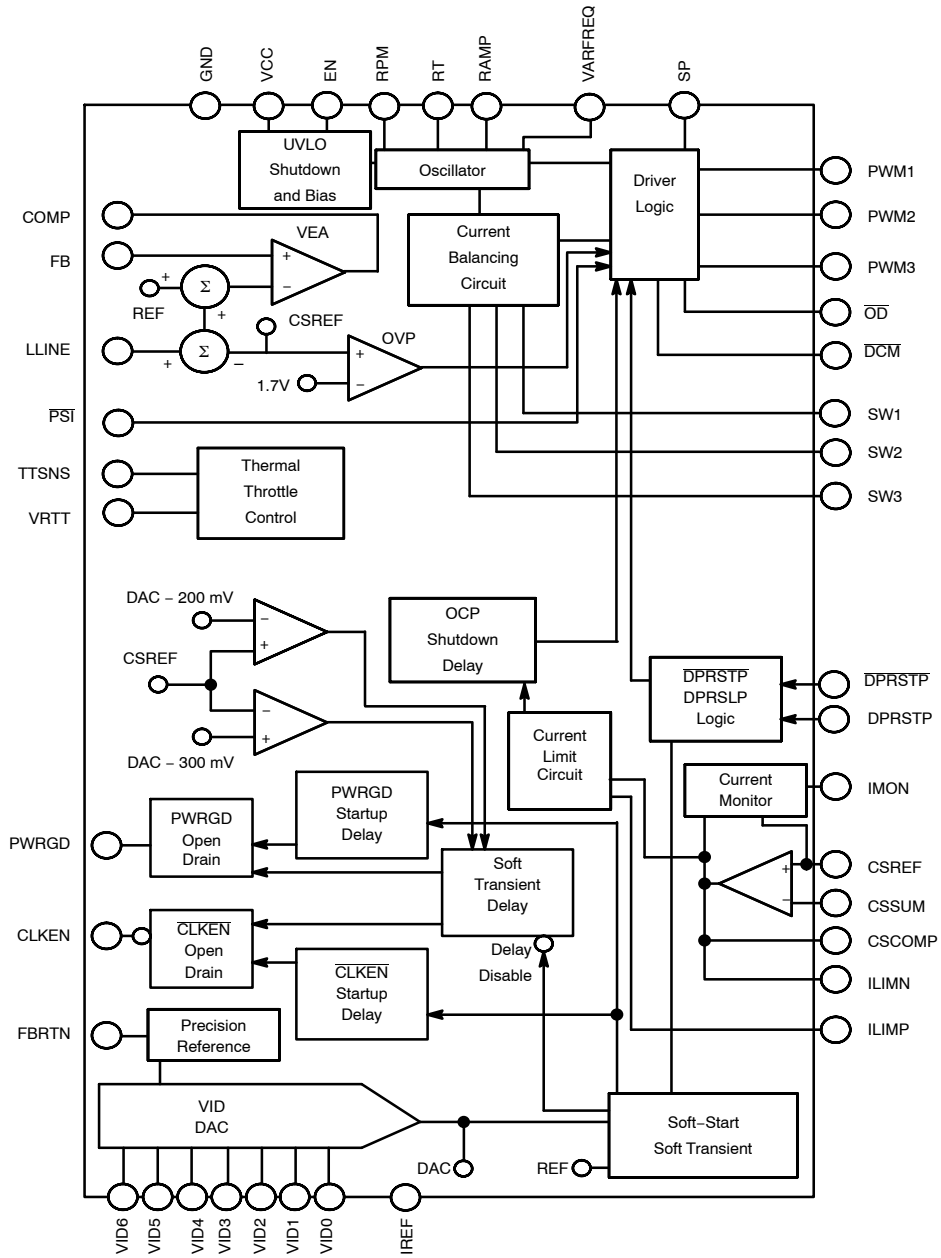 GND
VCC
EN
RPM
RT
RAMP
VARFREQ
SP
UVLO
Shutdown
and Bias
Oscillator
Driver
Logic
PWM1
PWM2
PWM3
OD
DCM
COMP
FB
VEA
+
−
Σ
+
REF
+
Current
Balancing
Circuit
CSREF
LLINE
+
Σ
−
OVP
+
−
1.7V
PSI
SW1
SW2
SW3
TTSNS
VRTT
Thermal
Throttle
Control
DAC − 200 mV
−
+
CSREF
−
+
DAC − 300 mV
OCP
Shutdown
Delay
DPRSTP
DPRSLP
Logic
DPRSTP
DPRSTP
Current
Limit
Circuit
Current
Monitor
IMON
PWRGD
PWRGD
Open
Drain
PWRGD
Startup
Delay
Soft
Transient
Delay
+
−
CSREF
CSSUM
CSCOMP
ILIMN
ILIMP
CLKEN
CLKEN
Open
Drain
CLKEN
Startup
Delay
Delay
Disable
FBRTN
Precision
Reference
VID
DAC
DAC
REF
Soft−Start
Soft Transient
VID6
VID5
VID4
VID3
VID2
VID1
VID0
IREF